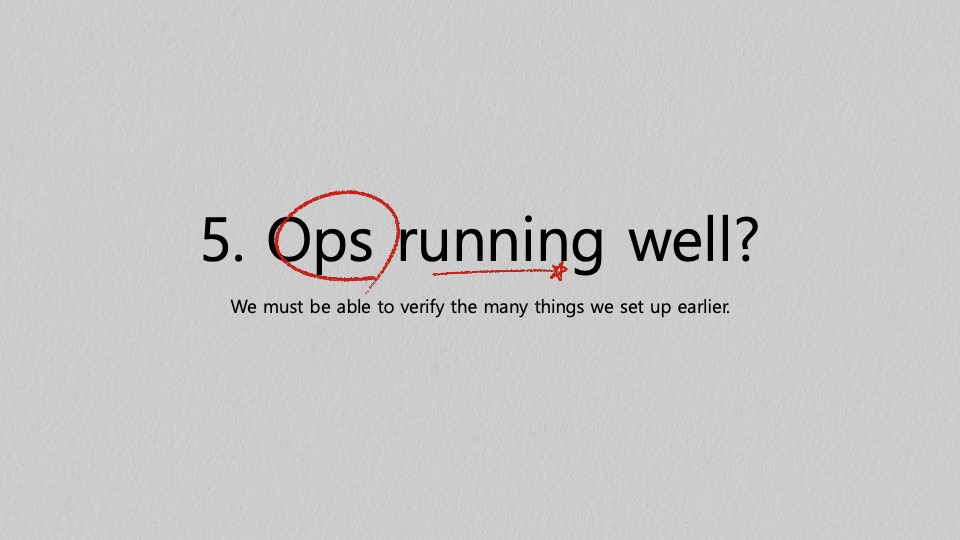 5. Ops running well?
We must be able to verify the many things we set up earlier.